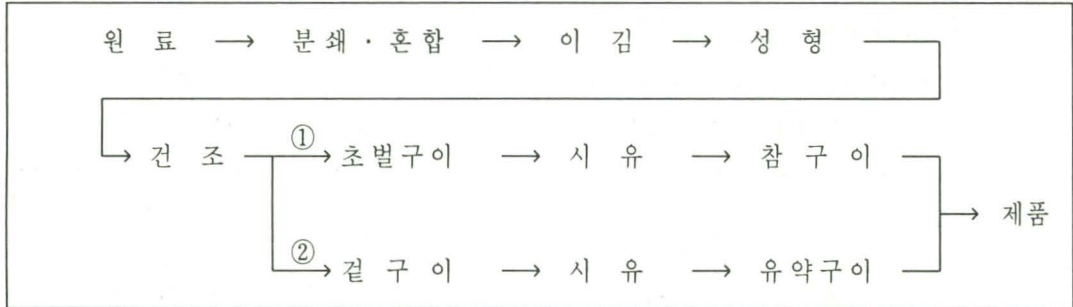 원 료 → 분쇄 · 혼합 → 이 김 → 성 형
건 조 ① 초벌구이 → 시 유 → 참 구 이
제품
② 겉 구 이 → 시 유 → 유약구이